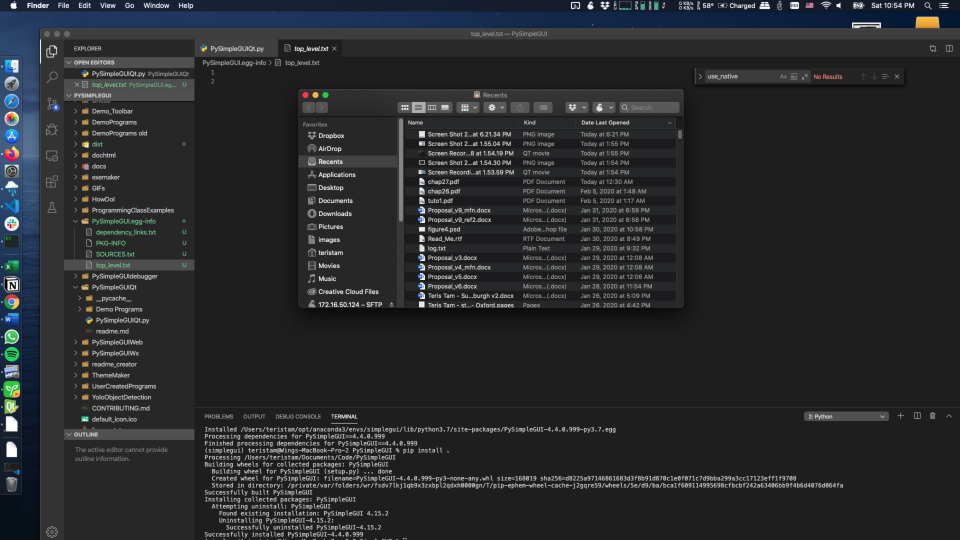 Finder File Edit View Go Window Help
0 KB/s 0 KB/s 58° Charged Sat 10:54 PM
top_level.txt — PySimpleGUI
EXPLORER
OPEN EDITORS
PySimpleGUIQt.py PySimpleGUIQt
top_level.txt PySimpleGUI.eg... U
PYSIMPLEGUI
Demo_Toolbar
DemoPrograms
DemoPrograms old
dist
dochtml
docs
exemaker
GIFs
HowDoI
ProgrammingClassExamples
PySimpleGUI.egg-info
dependency_links.txt U
PKG-INFO U
SOURCES.txt U
top_level.txt U
PySimpleGUIdebugger
PySimpleGUIQt
__pycache__
Demo Programs
PySimpleGUIQt.py
readme.md
PySimpleGUIWeb
PySimpleGUIWx
readme_creator
ThemeMaker
UserCreatedPrograms
YoloObjectDetection
CONTRIBUTING.md
default_icon.ico
OUTLINE
The active editor cannot provide
outline information.
PySimpleGUIQt.py top_level.txt
PySimpleGUI.egg-info > top_level.txt
1
2
use_native Aa No Results
Recents
Search
Favorites
Dropbox
AirDrop
Recents
Applications
Desktop
Documents
Downloads
Pictures
images
teristam
Movies
Music
Creative Cloud Files
172.16.50.124 – SFTP
Name Kind Date Last Opened
Screen Shot 2...at 6.21.34 PM PNG image Today at 6:21 PM
Screen Shot 2...at 1.55.04 PM PNG image Today at 1:55 PM
Screen Recor...8 at 1.54.19 PM QT movie Today at 1:55 PM
Screen Shot 2...at 1.54.30 PM PNG image Today at 1:54 PM
Screen Recordi...at 1.53.59 PM QT movie Today at 1:54 PM
chap27.pdf PDF Document Today at 12:30 AM
chap26.pdf PDF Document Feb 5, 2020 at 1:48 AM
tuto1.pdf PDF Document Feb 5, 2020 at 1:17 AM
Proposal_v9_mfn.docx Micros...(.docx) Jan 31, 2020 at 6:59 PM
Proposal_v9_ref2.docx Micros...(.docx) Jan 31, 2020 at 6:58 PM
figure4.psd Adobe...hop file Jan 30, 2020 at 10:58 PM
Read_Me.rtf RTF Document Jan 30, 2020 at 8:49 PM
log.txt Plain Text Jan 29, 2020 at 9:32 PM
Proposal_v3.docx Micros...(.docx) Jan 29, 2020 at 12:08 AM
Proposal_v4_mfn.docx Micros...(.docx) Jan 29, 2020 at 12:08 AM
Proposal_v5.docx Micros...(.docx) Jan 29, 2020 at 12:08 AM
Proposal_v6.docx Micros...(.docx) Jan 28, 2020 at 11:54 PM
Teris Tam - Su...burgh v2.docx Micros...(.docx) Jan 26, 2020 at 5:09 PM
Teris Tam - st...- Oxford.pages Pages Jan 26, 2020 at 4:42 PM
PROBLEMS OUTPUT DEBUG CONSOLE TERMINAL 2: Python
Installed /Users/teristam/opt/anaconda3/envs/simplegui/lib/python3.7/site-packages/PySimpleGUI-4.4.0.999-py3.7.egg
Processing dependencies for PySimpleGUI==4.4.0.999
Finished processing dependencies for PySimpleGUI==4.4.0.999
(simplegui) teristam@Wings-MacBook-Pro-2 PySimpleGUI % pip install .
Processing /Users/teristam/Documents/Code/PySimpleGUI
Building wheels for collected packages: PySimpleGUI
Building wheel for PySimpleGUI (setup.py) ... done
Created wheel for PySimpleGUI: filename=PySimpleGUI-4.4.0.999-py3-none-any.whl size=168019 sha256=d8225a97146861683d3f8b91d870c1e0f071c7d9bba299a3cc17123eff1f9708
Stored in directory: /private/var/folders/wr/fsdv7lkj1qb9x3zxbpl2qdxh0000gn/T/pip-ephem-wheel-cache-j2gqre59/wheels/5e/d9/ba/bca1f609114995698cfbcbf242a63406bb9f4b6d4076d064fa
Successfully built PySimpleGUI
Installing collected packages: PySimpleGUI
Attempting uninstall: PySimpleGUI
Found existing installation: PySimpleGUI 4.15.2
Uninstalling PySimpleGUI-4.15.2:
Successfully uninstalled PySimpleGUI-4.15.2
Successfully installed PySimpleGUI-4.4.0.999